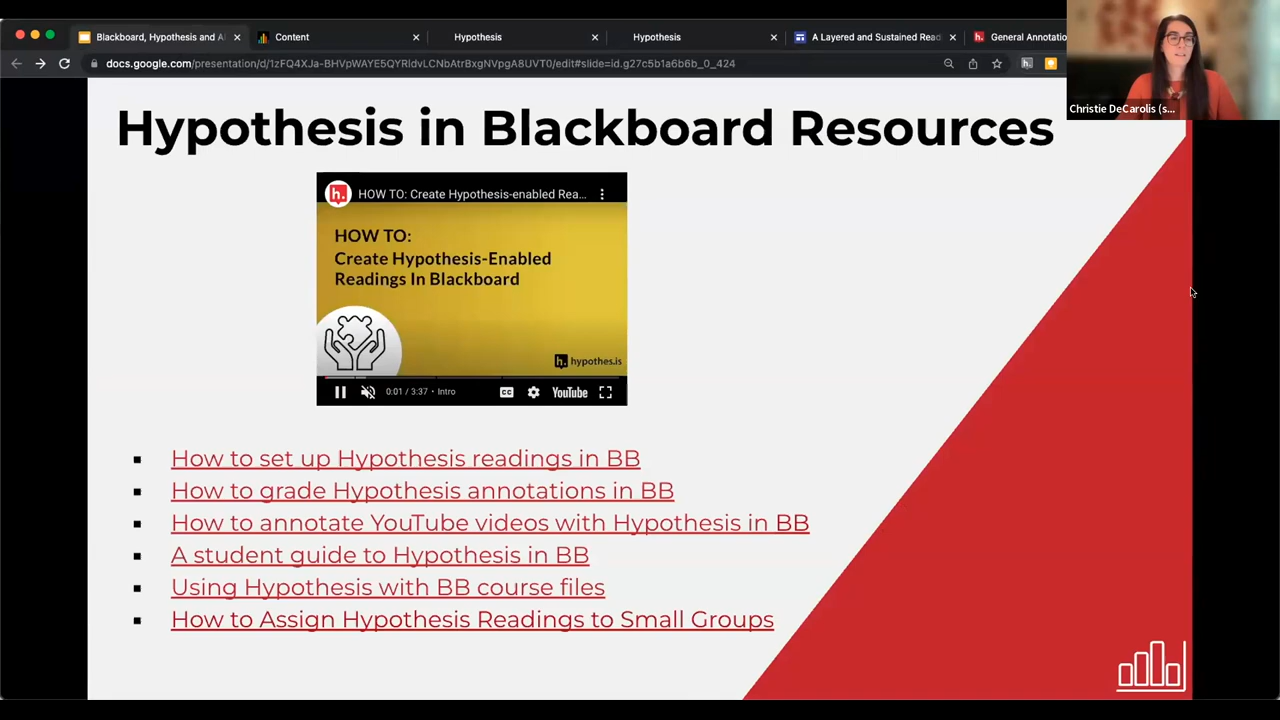 Blackboard, Hypothesis and A
Content
Hypothesis
Hypothesis
A Layered and Sustained Read
h.
General Annotatio
docs.google.com/presentation/d/1zFQ4XJa-BHVpWAYE5QYRidvLCNbAtrBxgNVpgA8UVT0/edit#slide=id.g27c5b1a6b6b_0_424
Christie DeCarolis (s...
Hypothesis in Blackboard Resources
h.
HOW TO: Create Hypothesis-enabled Rea...
HOW TO:
Create Hypothesis-Enabled
Readings In Blackboard
h. hypothes.is
0:01 / 3:37 • Intro
CC
YouTube
How to set up Hypothesis readings in BB
How to grade Hypothesis annotations in BB
How to annotate YouTube videos with Hypothesis in BB
A student guide to Hypothesis in BB
Using Hypothesis with BB course files
How to Assign Hypothesis Readings to Small Groups